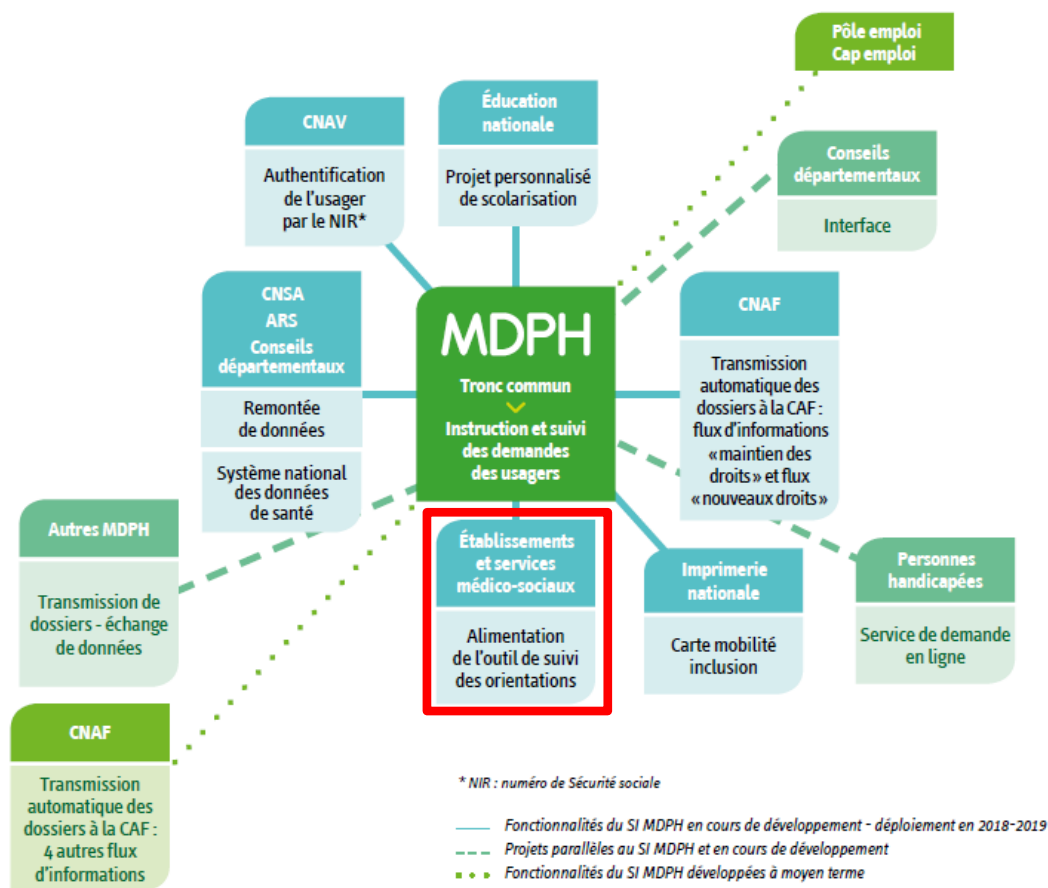 Pôle emploi
Cap emploi
Éducation
nationale
Projet personnalisé
de scolarisation
CNAV
Authentification
de l'usager
par le NIR*
Conseils
départementaux
Interface
CNSA
ARS
Conseils
départementaux
Remontée
de données
Système national
des données
de santé
MDPH
Tronc commun
Instruction et suivi
des demandes
des usagers
CNAF
Transmission
automatique des
dossiers à la CAF :
flux d'informations
« maintien des
droits » et flux
« nouveaux droits »
Autres MDPH
Transmission de
dossiers - échange
de données
Établissements
et services
médico-sociaux
Alimentation
de l'outil de suivi
des orientations
Imprimerie
nationale
Carte mobilité
inclusion
Personnes
handicapées
Service de demande
en ligne
CNAF
Transmission
automatique des
dossiers à la CAF :
4 autres flux
d'informations
* NIR : numéro de Sécurité sociale
Fonctionnalités du SI MDPH en cours de développement - déploiement en 2018-2019
Projets parallèles au SI MDPH et en cours de développement
Fonctionnalités du SI MDPH développées à moyen terme